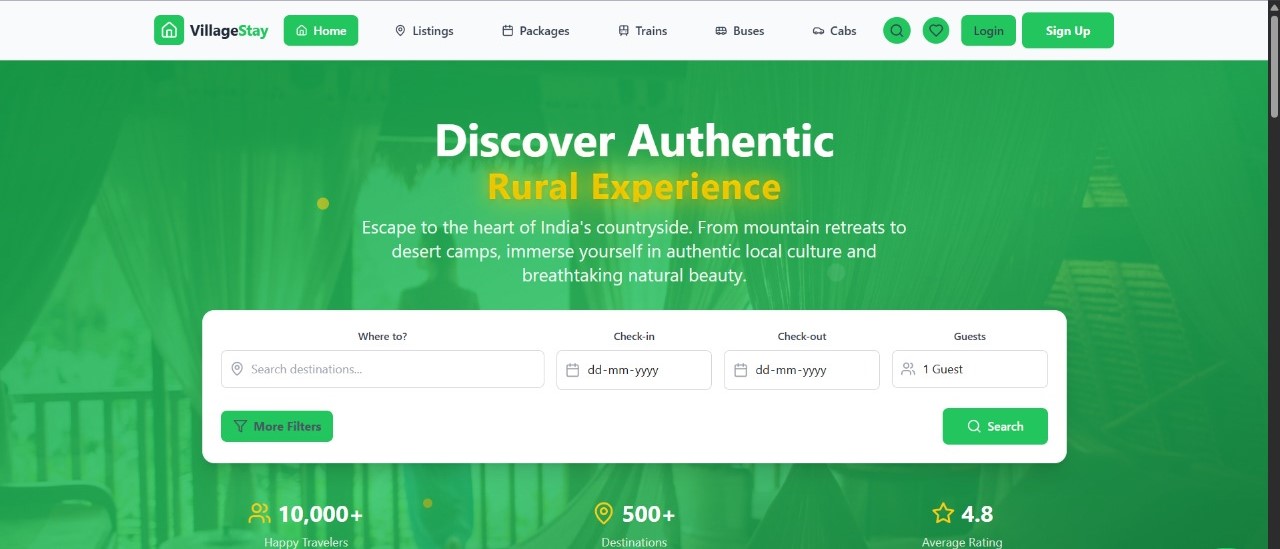 VillageStay
Home
Listings
Packages
Trains
Buses
Cabs
Login
Sign Up
Discover Authentic
Rural Experience
Escape to the heart of India's countryside. From mountain retreats to
desert camps, immerse yourself in authentic local culture and
breathtaking natural beauty.
Where to?
Check-in
Check-out
Guests
Search destinations...
dd-mm-yyyy
dd-mm-yyyy
1 Guest
More Filters
Search
10,000+
500+
4.8
Happy Travelers
Destinations
Average Rating